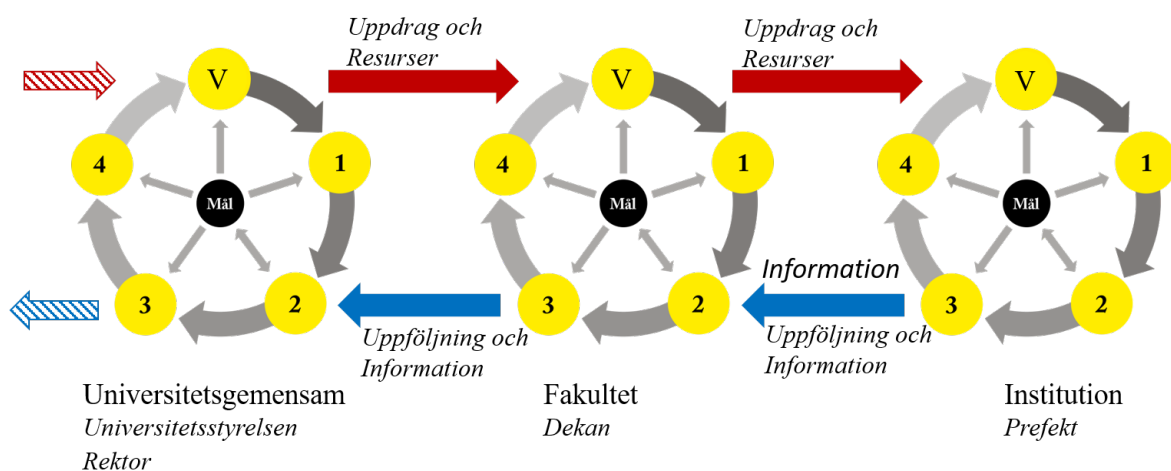 Uppdrag och
Resurser
Uppdrag och
Resurser
V
1
2
3
4
Mål
V
1
2
3
4
Mål
V
1
2
3
4
Mål
Information
Uppföljning och
Information
Uppföljning och
Information
Universitetsgemensam
Universitetsstyrelsen
Rektor
Fakultet
Dekan
Institution
Prefekt